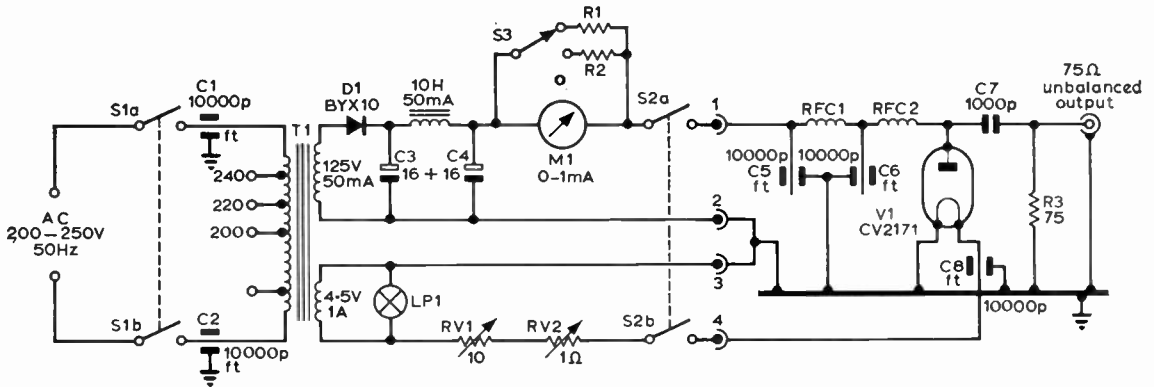 S1a
C1
10000p
ft
T1
240
220
200
AC
200–250V
50Hz
S1b
C2
10000p
ft
D1
BYX10
10H
50mA
125V
50mA
C3
16
+
C4
16
S3
R1
R2
O
M1
0-1mA
S2a
1
2
3
4
4·5V
1A
LP1
RV1
10
RV2
1Ω
S2b
RFC1
RFC2
10000p
C5
ft
10000p
C6
ft
C7
1000p
75Ω
unbalanced
output
V1
CV2171
R3
75
C8
ft
10000p